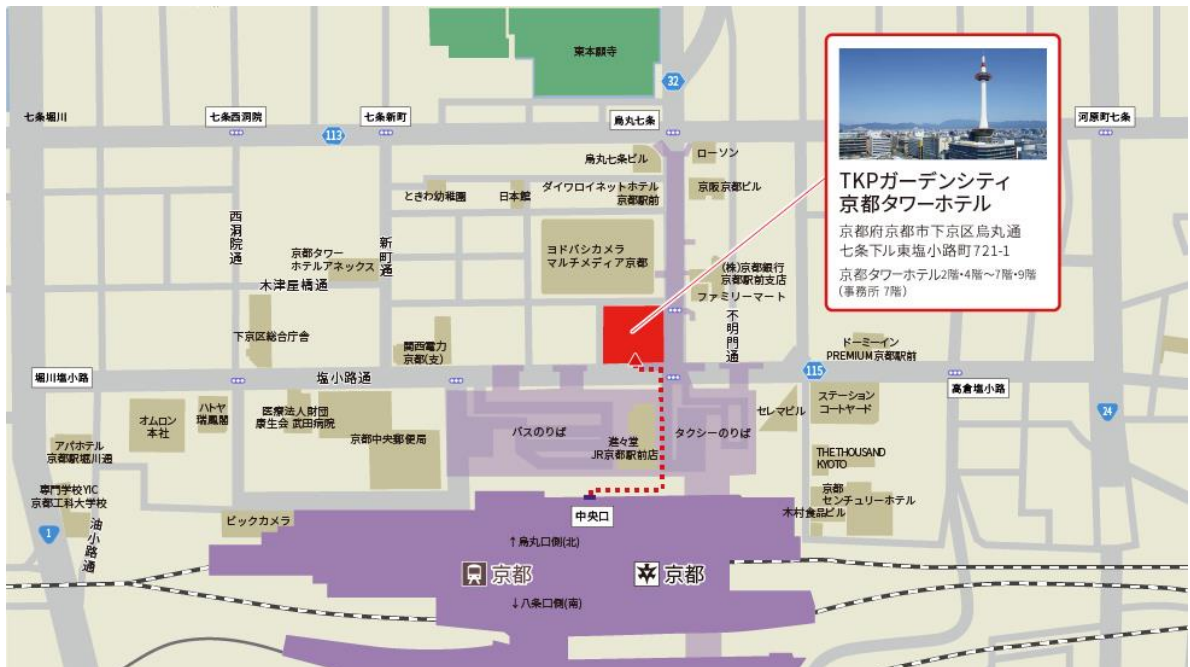 東本願寺
32
七条堀川
七条西洞院
113
七条新町
烏丸七条
河原町七条
烏丸七条ビル
ローソン
ときわ幼稚園
日本館
ダイワロイネットホテル
京都駅前
京阪京都ビル
TKPガーデンシティ
京都タワーホテル
京都府京都市下京区烏丸通
七条下ル東塩小路町721-1
京都タワーホテル2階・4階～7階・9階
(事務所 7階)
西洞院通
新町通
京都タワー
ホテルアネックス
木津屋橋通
ヨドバシカメラ
マルチメディア京都
(株)京都銀行
京都駅前支店
ファミリーマート
不明門通
下京区総合庁舎
関西電力
京都(支)
ドーミーイン
PREMIUM京都駅前
堀川塩小路
塩小路通
115
高倉塩小路
24
オムロン
本社
ハトヤ
瑞鳳閣
医療法人財団
康生会 武田病院
京都中央郵便局
バスのりば
進々堂
JR京都駅前店
タクシーのりば
セレマビル
ステーション
コートヤード
アパホテル
京都駅堀川通
THE THOUSAND
KYOTO
専門学校YIC
京都工科大学校
京都
センチュリーホテル
木村食品ビル
1
油小路通
ビックカメラ
中央口
↑烏丸口側(北)
京都
京都
↓八条口側(南)